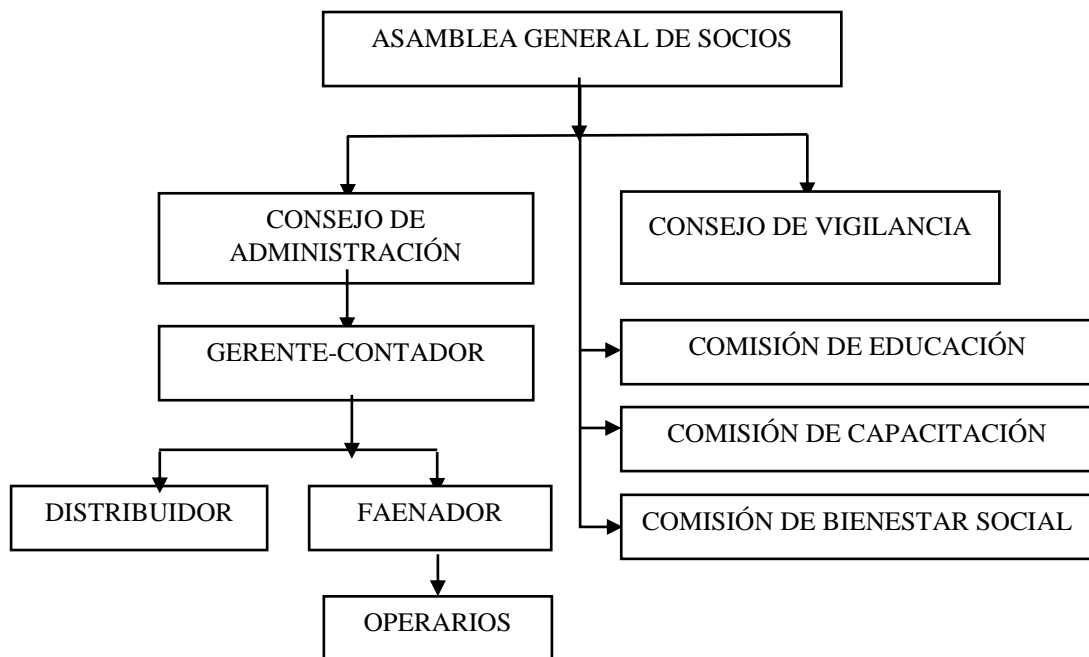 ASAMBLEA GENERAL DE SOCIOS
CONSEJO DE
ADMINISTRACIÓN
CONSEJO DE VIGILANCIA
GERENTE-CONTADOR
COMISIÓN DE EDUCACIÓN
COMISIÓN DE CAPACITACIÓN
DISTRIBUIDOR
FAENADOR
COMISIÓN DE BIENESTAR SOCIAL
OPERARIOS